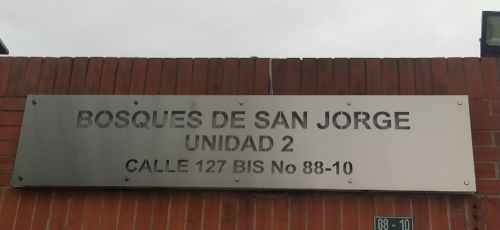 BOSQUES DE SAN JORGE
UNIDAD 2
CALLE 127 BIS No 88-10
88 - 10